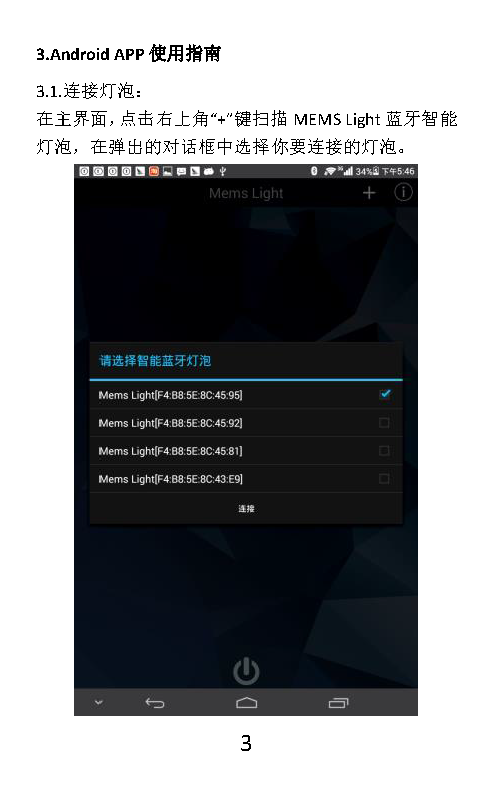 3.Android APP 使用指南
3.1.连接灯泡：
在主界面，点击右上角“+”键扫描 MEMS Light 蓝牙智能
灯泡，在弹出的对话框中选择你要连接的灯泡。
3G 34% 下午5:46
Mems Light + i
请选择智能蓝牙灯泡
Mems Light[F4:B8:5E:8C:45:95]
Mems Light[F4:B8:5E:8C:45:92]
Mems Light[F4:B8:5E:8C:45:81]
Mems Light[F4:B8:5E:8C:43:E9]
连接
3